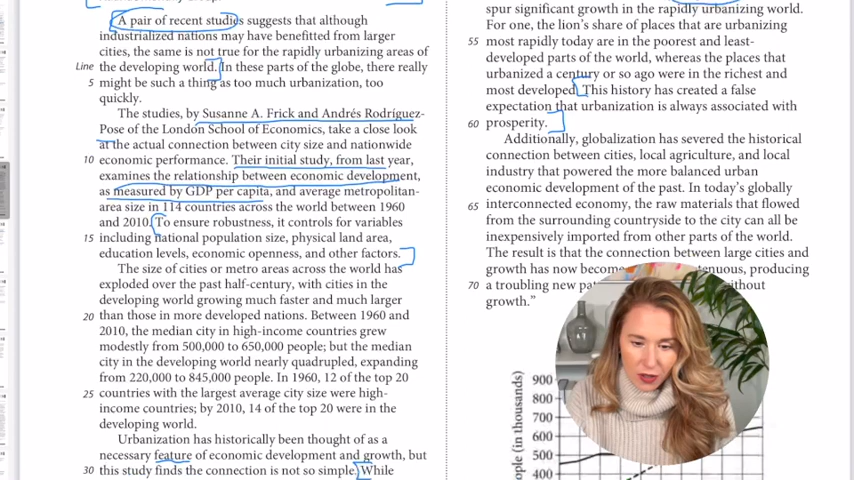 A pair of recent studies suggests that although
industrialized nations may have benefitted from larger
cities, the same is not true for the rapidly urbanizing areas of
Line the developing world. In these parts of the globe, there really
5 might be such a thing as too much urbanization, too
quickly.
The studies, by Susanne A. Frick and Andrés Rodríguez-
Pose of the London School of Economics, take a close look
at the actual connection between city size and nationwide
10 economic performance. Their initial study, from last year,
examines the relationship between economic development,
as measured by GDP per capita, and average metropolitan-
area size in 114 countries across the world between 1960
and 2010. To ensure robustness, it controls for variables
15 including national population size, physical land area,
education levels, economic openness, and other factors.
The size of cities or metro areas across the world has
exploded over the past half-century, with cities in the
developing world growing much faster and much larger
20 than those in more developed nations. Between 1960 and
2010, the median city in high-income countries grew
modestly from 500,000 to 650,000 people; but the median
city in the developing world nearly quadrupled, expanding
from 220,000 to 845,000 people. In 1960, 12 of the top 20
25 countries with the largest average city size were high-
income countries; by 2010, 14 of the top 20 were in the
developing world.
Urbanization has historically been thought of as a
necessary feature of economic development and growth, but
30 this study finds the connection is not so simple. While
spur significant growth in the rapidly urbanizing world.
For one, the lion's share of places that are urbanizing
55 most rapidly today are in the poorest and least-
developed parts of the world, whereas the places that
urbanized a century or so ago were in the richest and
most developed. This history has created a false
expectation that urbanization is always associated with
60 prosperity.
Additionally, globalization has severed the historical
connection between cities, local agriculture, and local
industry that powered the more balanced urban
economic development of the past. In today's globally
65 interconnected economy, the raw materials that flowed
from the surrounding countryside to the city can all be
inexpensively imported from other parts of the world.
The result is that the connection between large cities and
growth has now tenuous, producing
70 a troubling new
growth."
900
800
700
600
500
400
(in thousands)